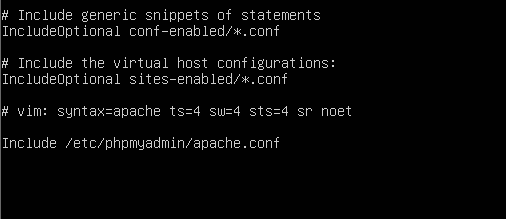 # Include generic snippets of statements
IncludeOptional conf-enabled/*.conf
# Include the virtual host configurations:
IncludeOptional sites-enabled/*.conf
# vim: syntax=apache ts=4 sw=4 sts=4 sr noet
Include /etc/phpmyadmin/apache.conf